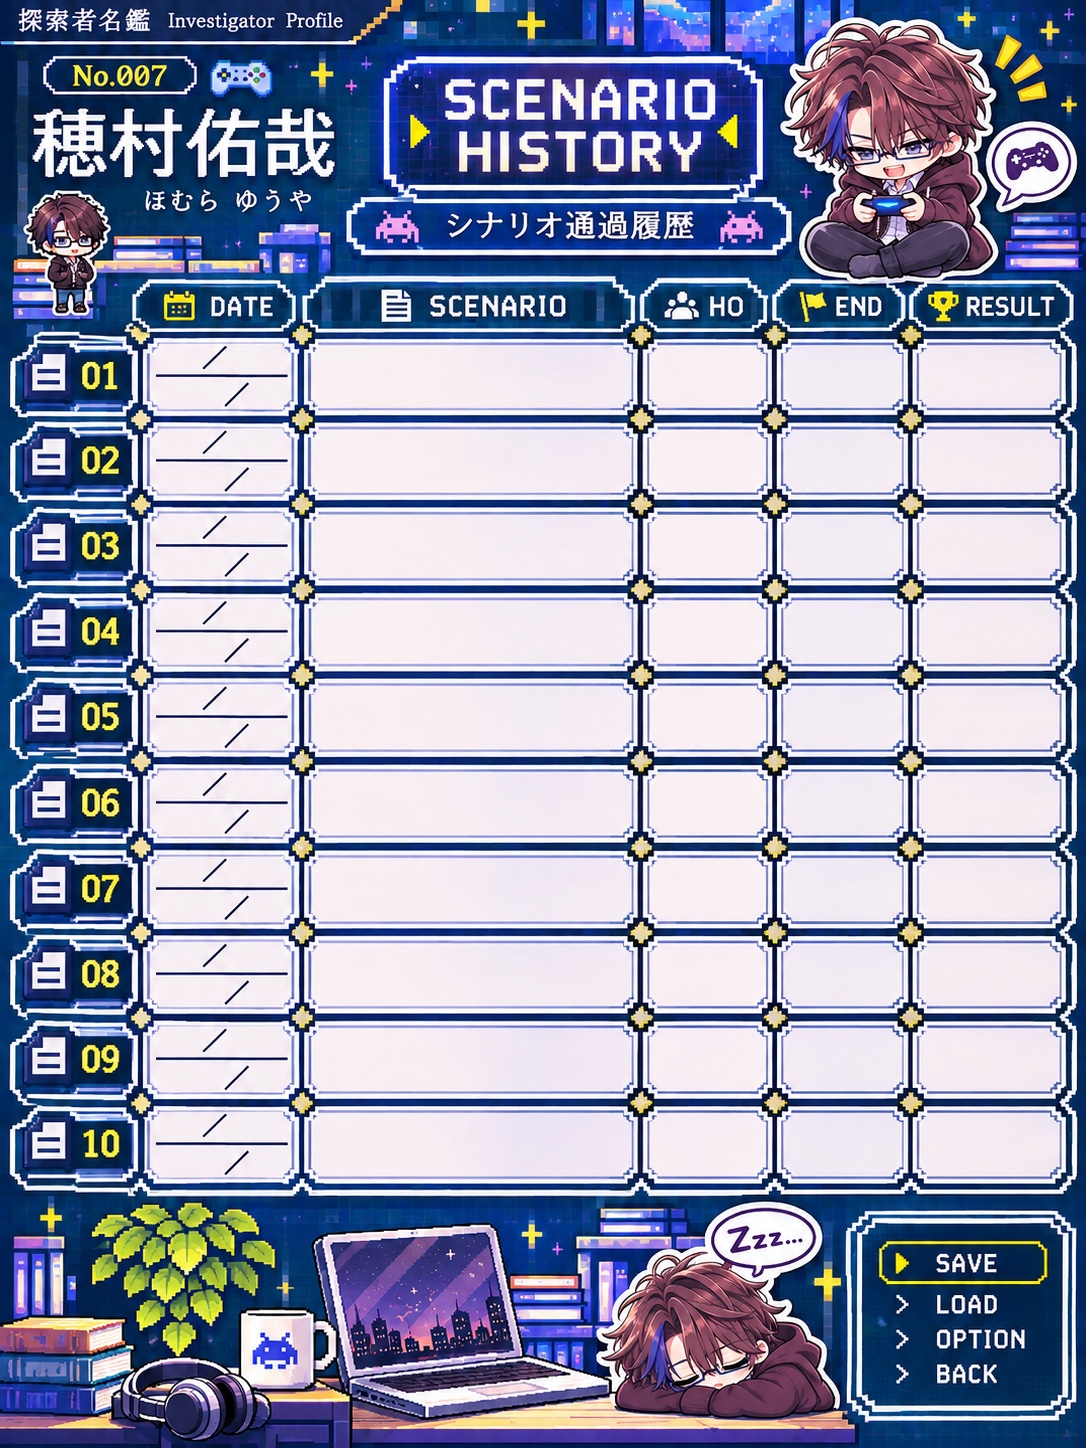 探索者名鑑 Investigator Profile
No.007
穂村佑哉
ほむら ゆうや
SCENARIO
HISTORY
シナリオ通過履歴
DATE SCENARIO HO END RESULT
01
02
03
04
05
06
07
08
09
10
Zzz...
SAVE
LOAD
OPTION
BACK